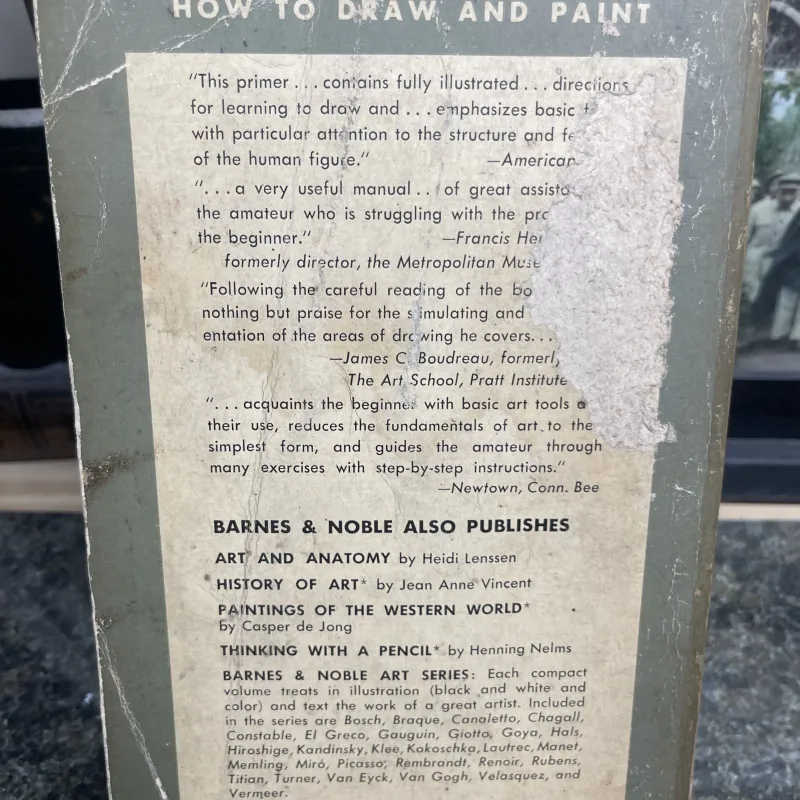 HOW TO DRAW AND PAINT
"This primer . . . contains fully illustrated . . . directions
for learning to draw and . . . emphasizes basic
with particular attention to the structure and
of the human figure."
—American
". . . a very useful manual . . . of great
the amateur who is struggling with the
the beginner."
—Francis
formerly director, the Metropolitan
"Following the careful reading of the
nothing but praise for the stimulating and
entation of the areas of drawing he covers. . .
—James C. Boudreau, formerly
The Art School, Pratt Institute
". . . acquaints the beginner with basic art tools
their use, reduces the fundamentals of art to the
simplest form, and guides the amateur through
many exercises with step-by-step instructions."
—Newtown, Conn. Bee
BARNES & NOBLE ALSO PUBLISHES
ART AND ANATOMY by Heidi Lenssen
HISTORY OF ART* by Jean Anne Vincent
PAINTINGS OF THE WESTERN WORLD*
by Casper de Jong
THINKING WITH A PENCIL* by Henning Nelms
BARNES & NOBLE ART SERIES: Each compact
volume treats in illustration (black and white and
color) and text the work of a great artist. Included
in the series are Bosch, Braque, Canaletto, Chagall,
Constable, El Greco, Gauguin, Giotto, Goya, Hals,
Hiroshige, Kandinsky, Klee, Kokoschka, Lautrec, Manet,
Memling, Miró, Picasso, Rembrandt, Renoir, Rubens,
Titian, Turner, Van Eyck, Van Gogh, Velasquez, and
Vermeer.